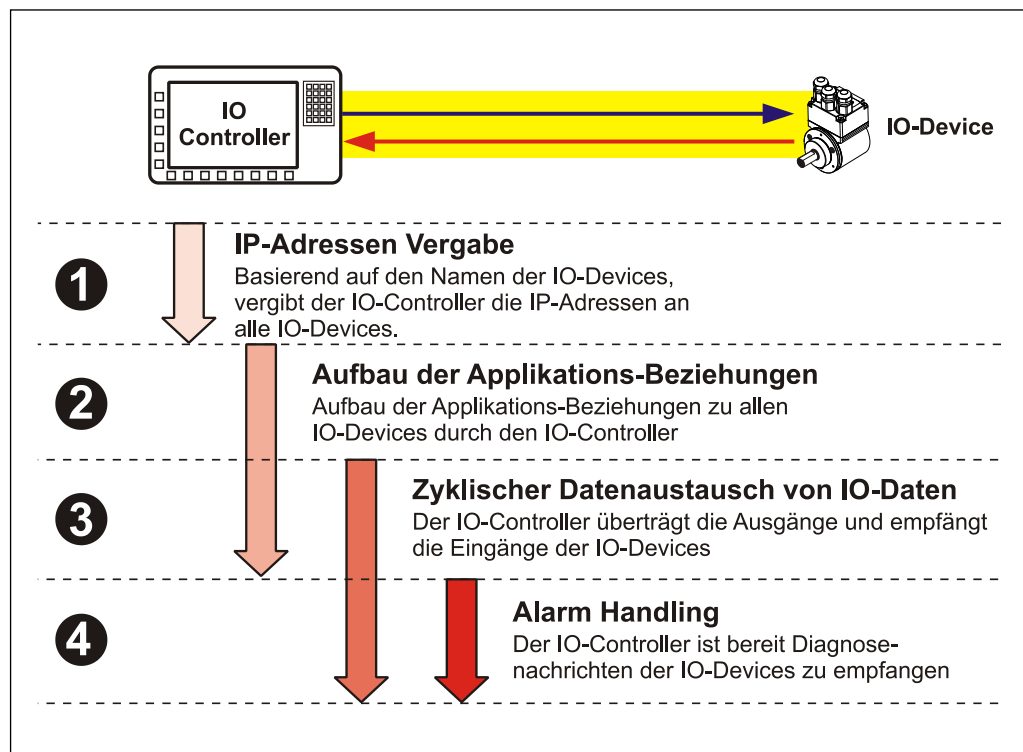 IO
Controller
IO-Device
1
IP-Adressen Vergabe
Basierend auf den Namen der IO-Devices,
vergibt der IO-Controller die IP-Adressen an
alle IO-Devices.
2
Aufbau der Applikations-Beziehungen
Aufbau der Applikations-Beziehungen zu allen
IO-Devices durch den IO-Controller
3
Zyklischer Datenaustausch von IO-Daten
Der IO-Controller überträgt die Ausgänge und empfängt
die Eingänge der IO-Devices
4
Alarm Handling
Der IO-Controller ist bereit Diagnose-
nachrichten der IO-Devices zu empfangen